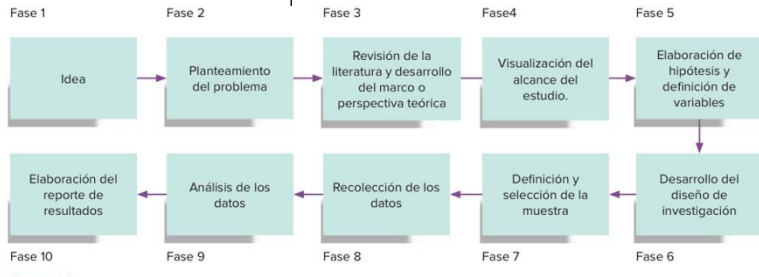 Fase 1
Fase 2
Fase 3
Fase4
Fase 5
Idea
Planteamiento
del problema
Revisión de la
literatura y desarrollo
del marco o
perspectiva teórica
Visualización del
alcance del
estudio.
Elaboración de
hipótesis y
definición de
variables
Desarrollo del
diseño de
investigación
Definición y
selección de la
muestra
Recolección de los
datos
Análisis de los
datos
Elaboración del
reporte de
resultados
Fase 10
Fase 9
Fase 8
Fase 7
Fase 6